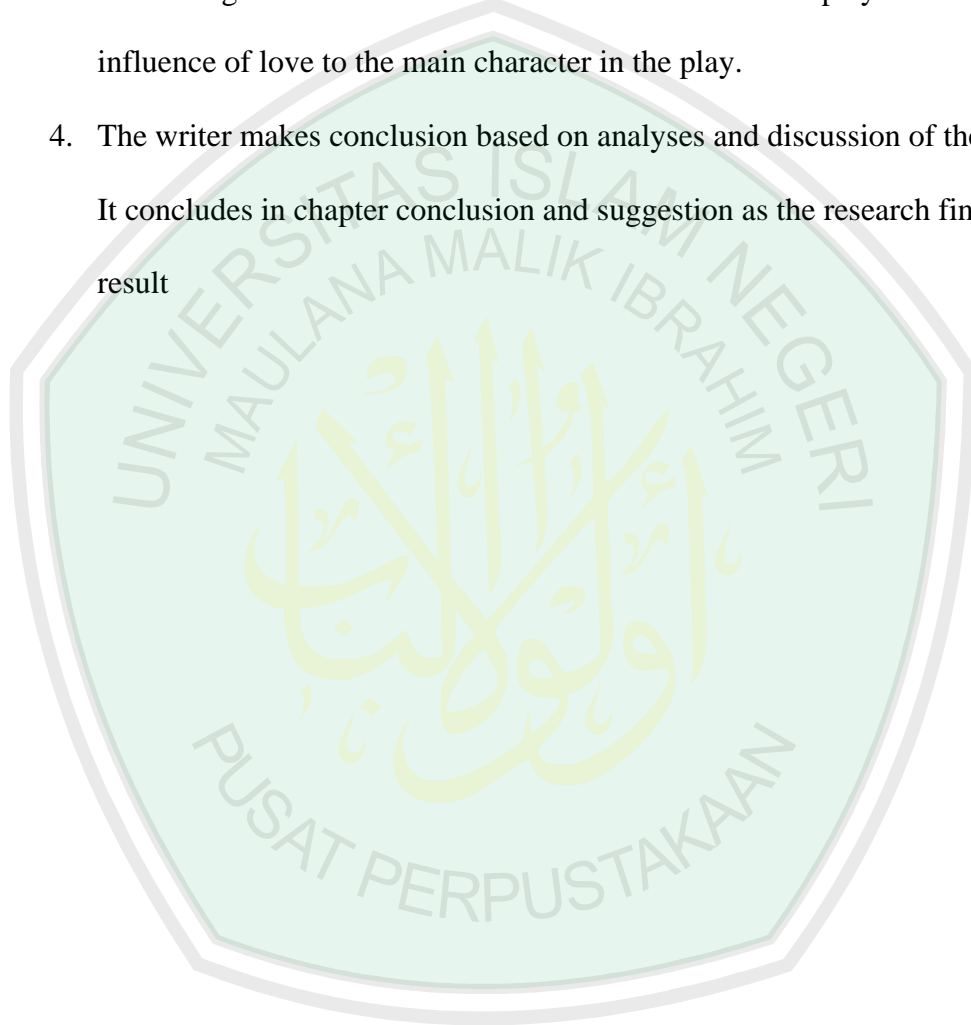 influence of love to the main character in the play.
4. The writer makes conclusion based on analyses and discussion of the
It concludes in chapter conclusion and suggestion as the research
result
UNIVERSITAS ISLAM NEGERI
MAULANA MALIK IBRAHIM
PUSAT PERPUSTAKAAN